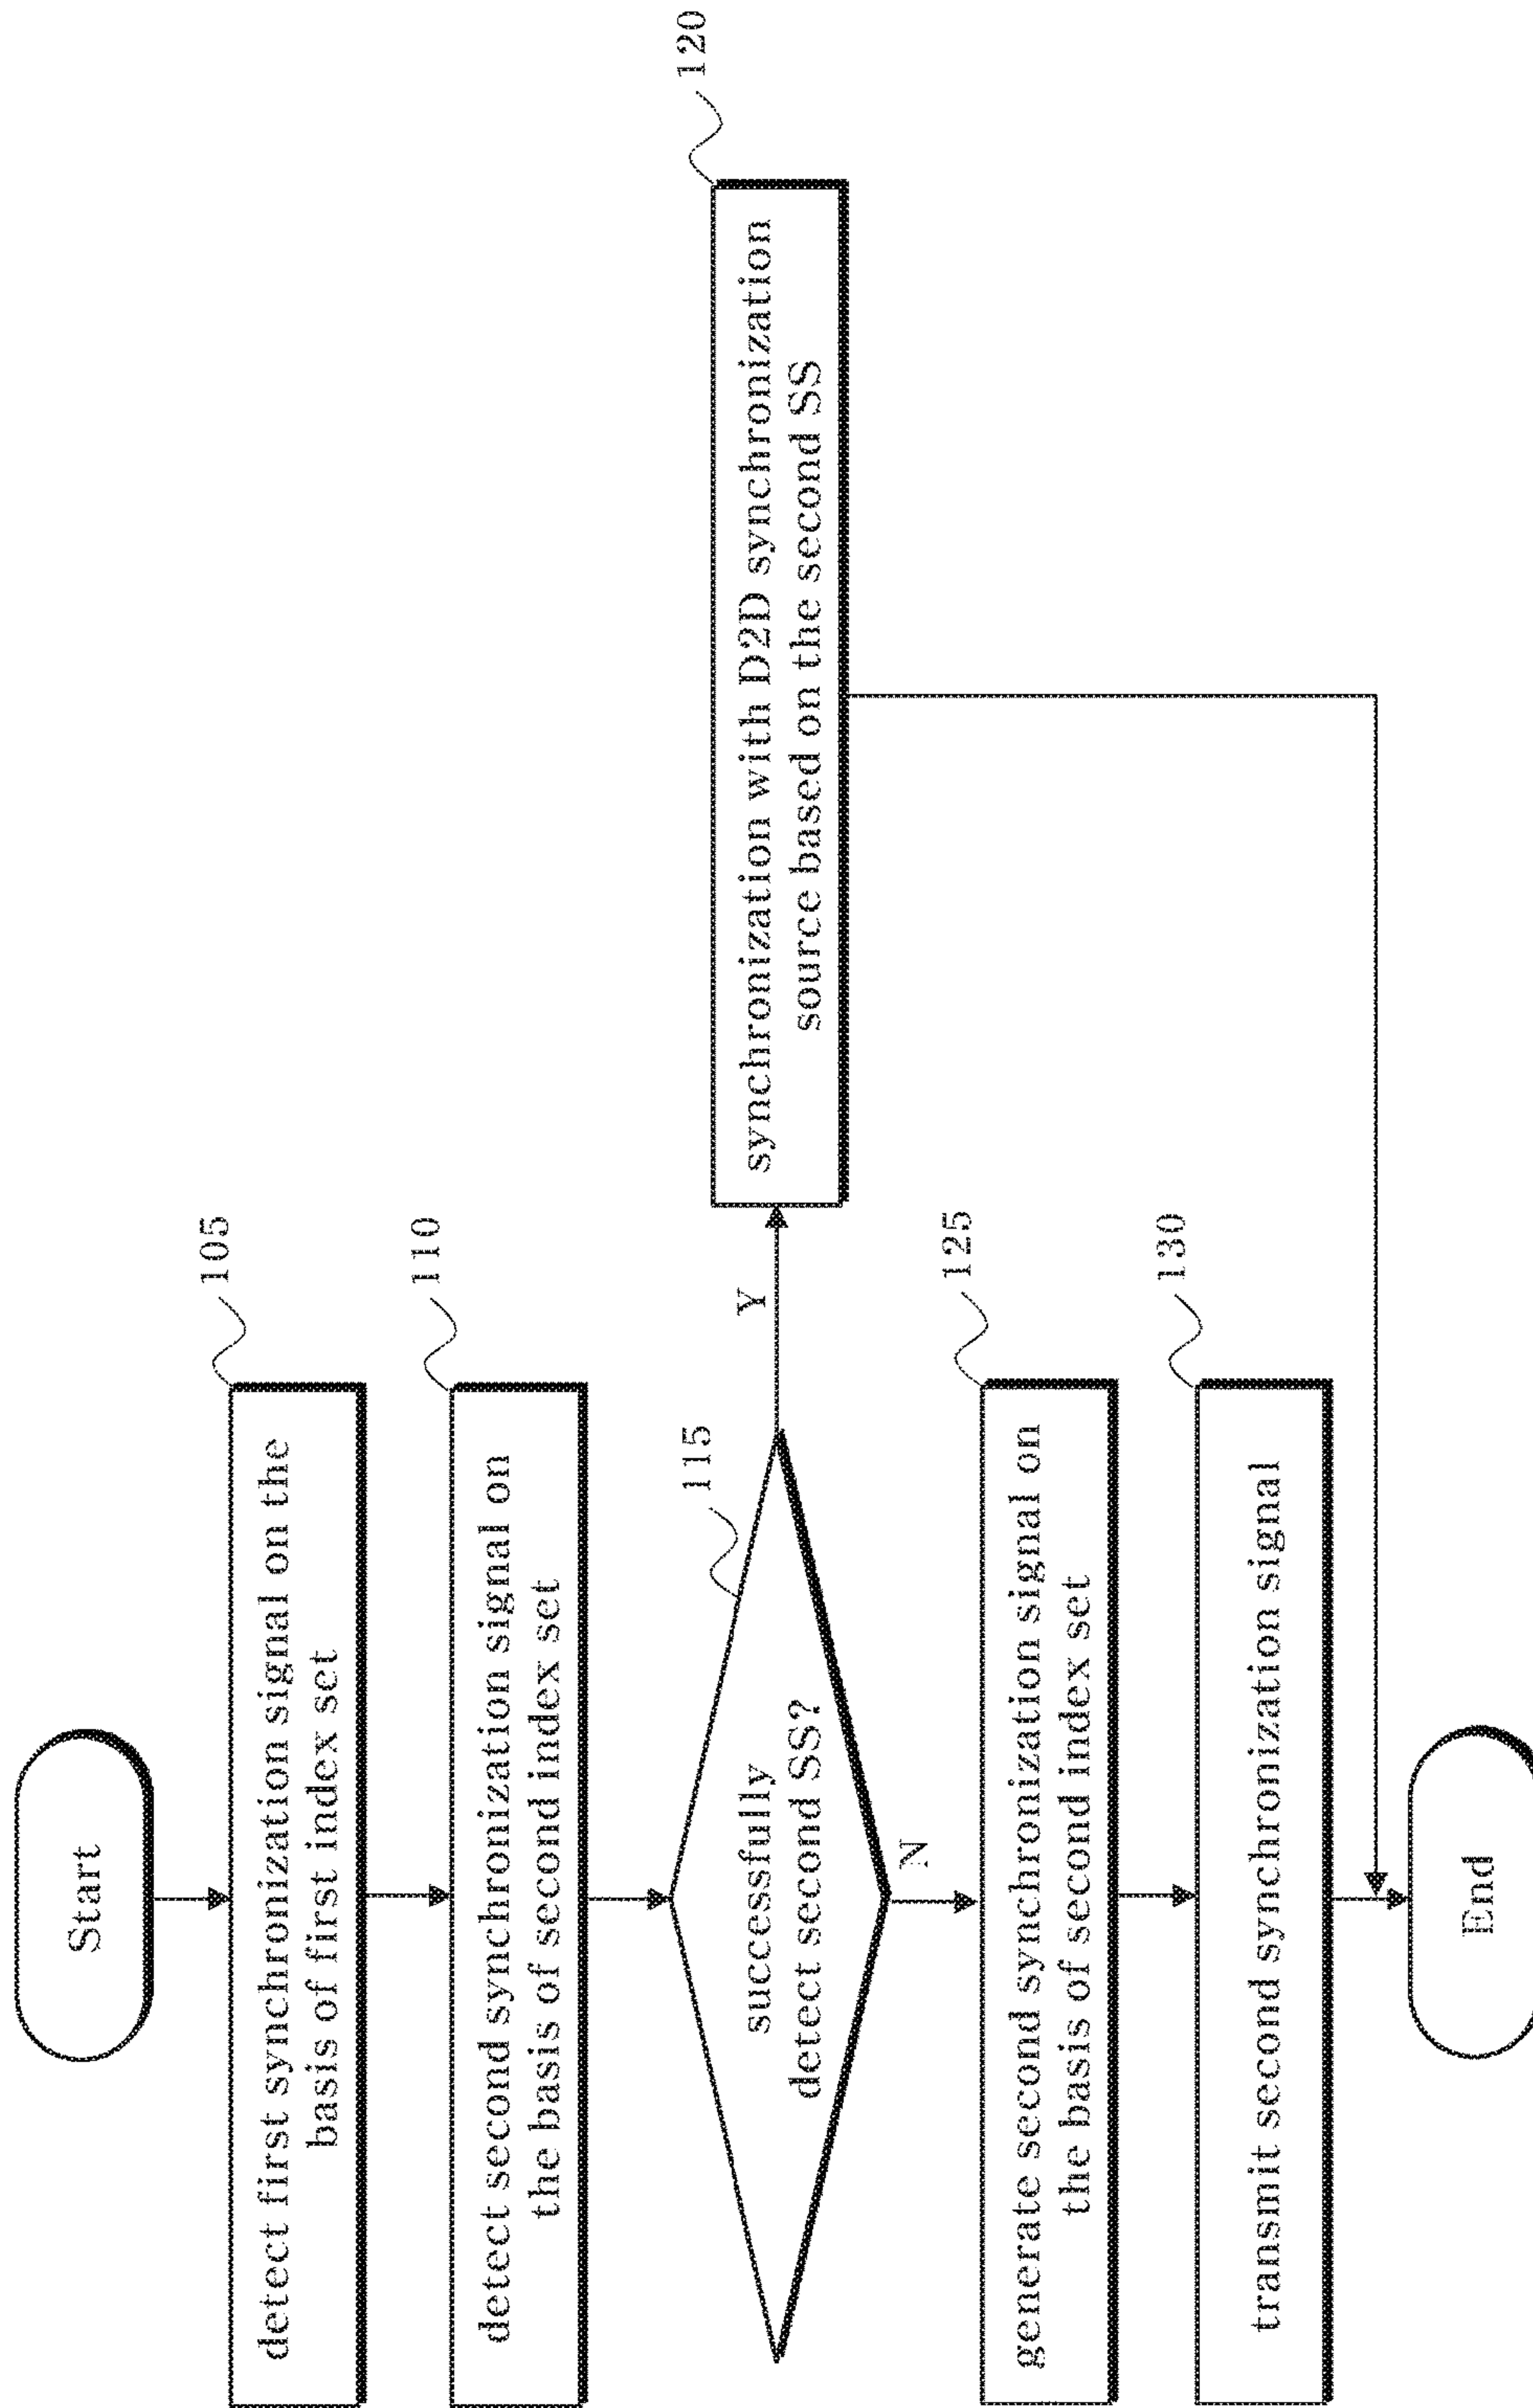 Start
105
detect first synchronization signal on the
basis of first index set
110
detect second synchronization signal on
the basis of second index set
115
successfully
detect second SS?
Y
120
synchronization with D2D synchronization
source based on the second SS
N
125
generate second synchronization signal on
the basis of second index set
130
transmit second synchronization signal
End